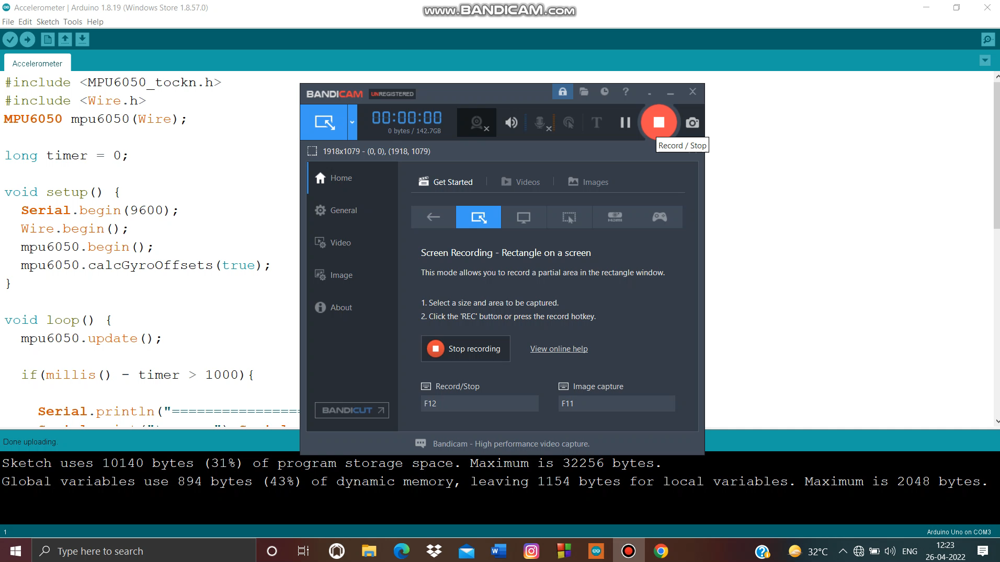 Accelerometer | Arduino 1.8.19 (Windows Store 1.8.57.0)
www.BANDICAM.com
File Edit Sketch Tools Help
Accelerometer
#include <MPU6050_tockn.h>
#include <Wire.h>
MPU6050 mpu6050(Wire);
long timer = 0;
void setup() {
Serial.begin(9600);
Wire.begin();
mpu6050.begin();
mpu6050.calcGyroOffsets(true);
}
void loop() {
mpu6050.update();
if(millis() - timer > 1000){
Serial.println("================
BANDICAM UNREGISTERED
00:00:00
0 bytes / 142.7GB
T
Record / Stop
1918x1079 - (0, 0), (1918, 1079)
Home
General
Video
Image
About
BANDICUT
Get Started
Videos
Images
HDMI
Screen Recording - Rectangle on a screen
This mode allows you to record a partial area in the rectangle window.
1. Select a size and area to be captured.
2. Click the 'REC' button or press the record hotkey.
Stop recording
View online help
Record/Stop
F12
Image capture
F11
Bandicam - High performance video capture.
Done uploading.
Sketch uses 10140 bytes (31%) of program storage space. Maximum is 32256 bytes.
Global variables use 894 bytes (43%) of dynamic memory, leaving 1154 bytes for local variables. Maximum is 2048 bytes.
1
Arduino Uno on COM3
Type here to search
32°C
ENG
12:23
26-04-2022